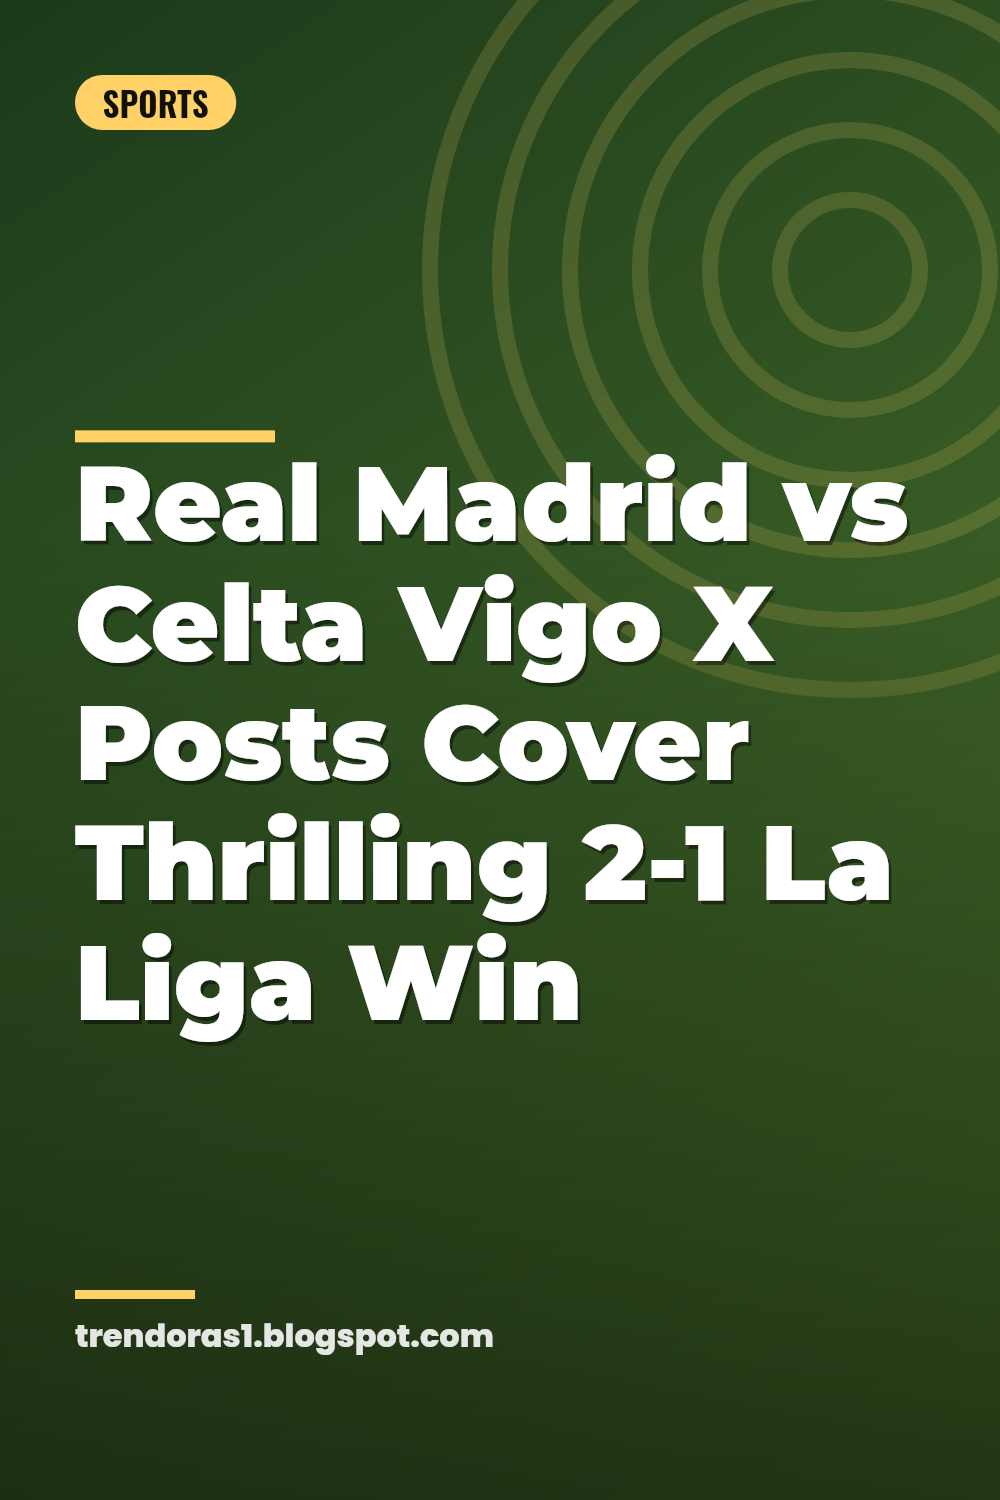 SPORTS
Real Madrid vs
Celta Vigo X
Posts Cover
Thrilling 2-1 La
Liga Win
trendoras1.blogspot.com